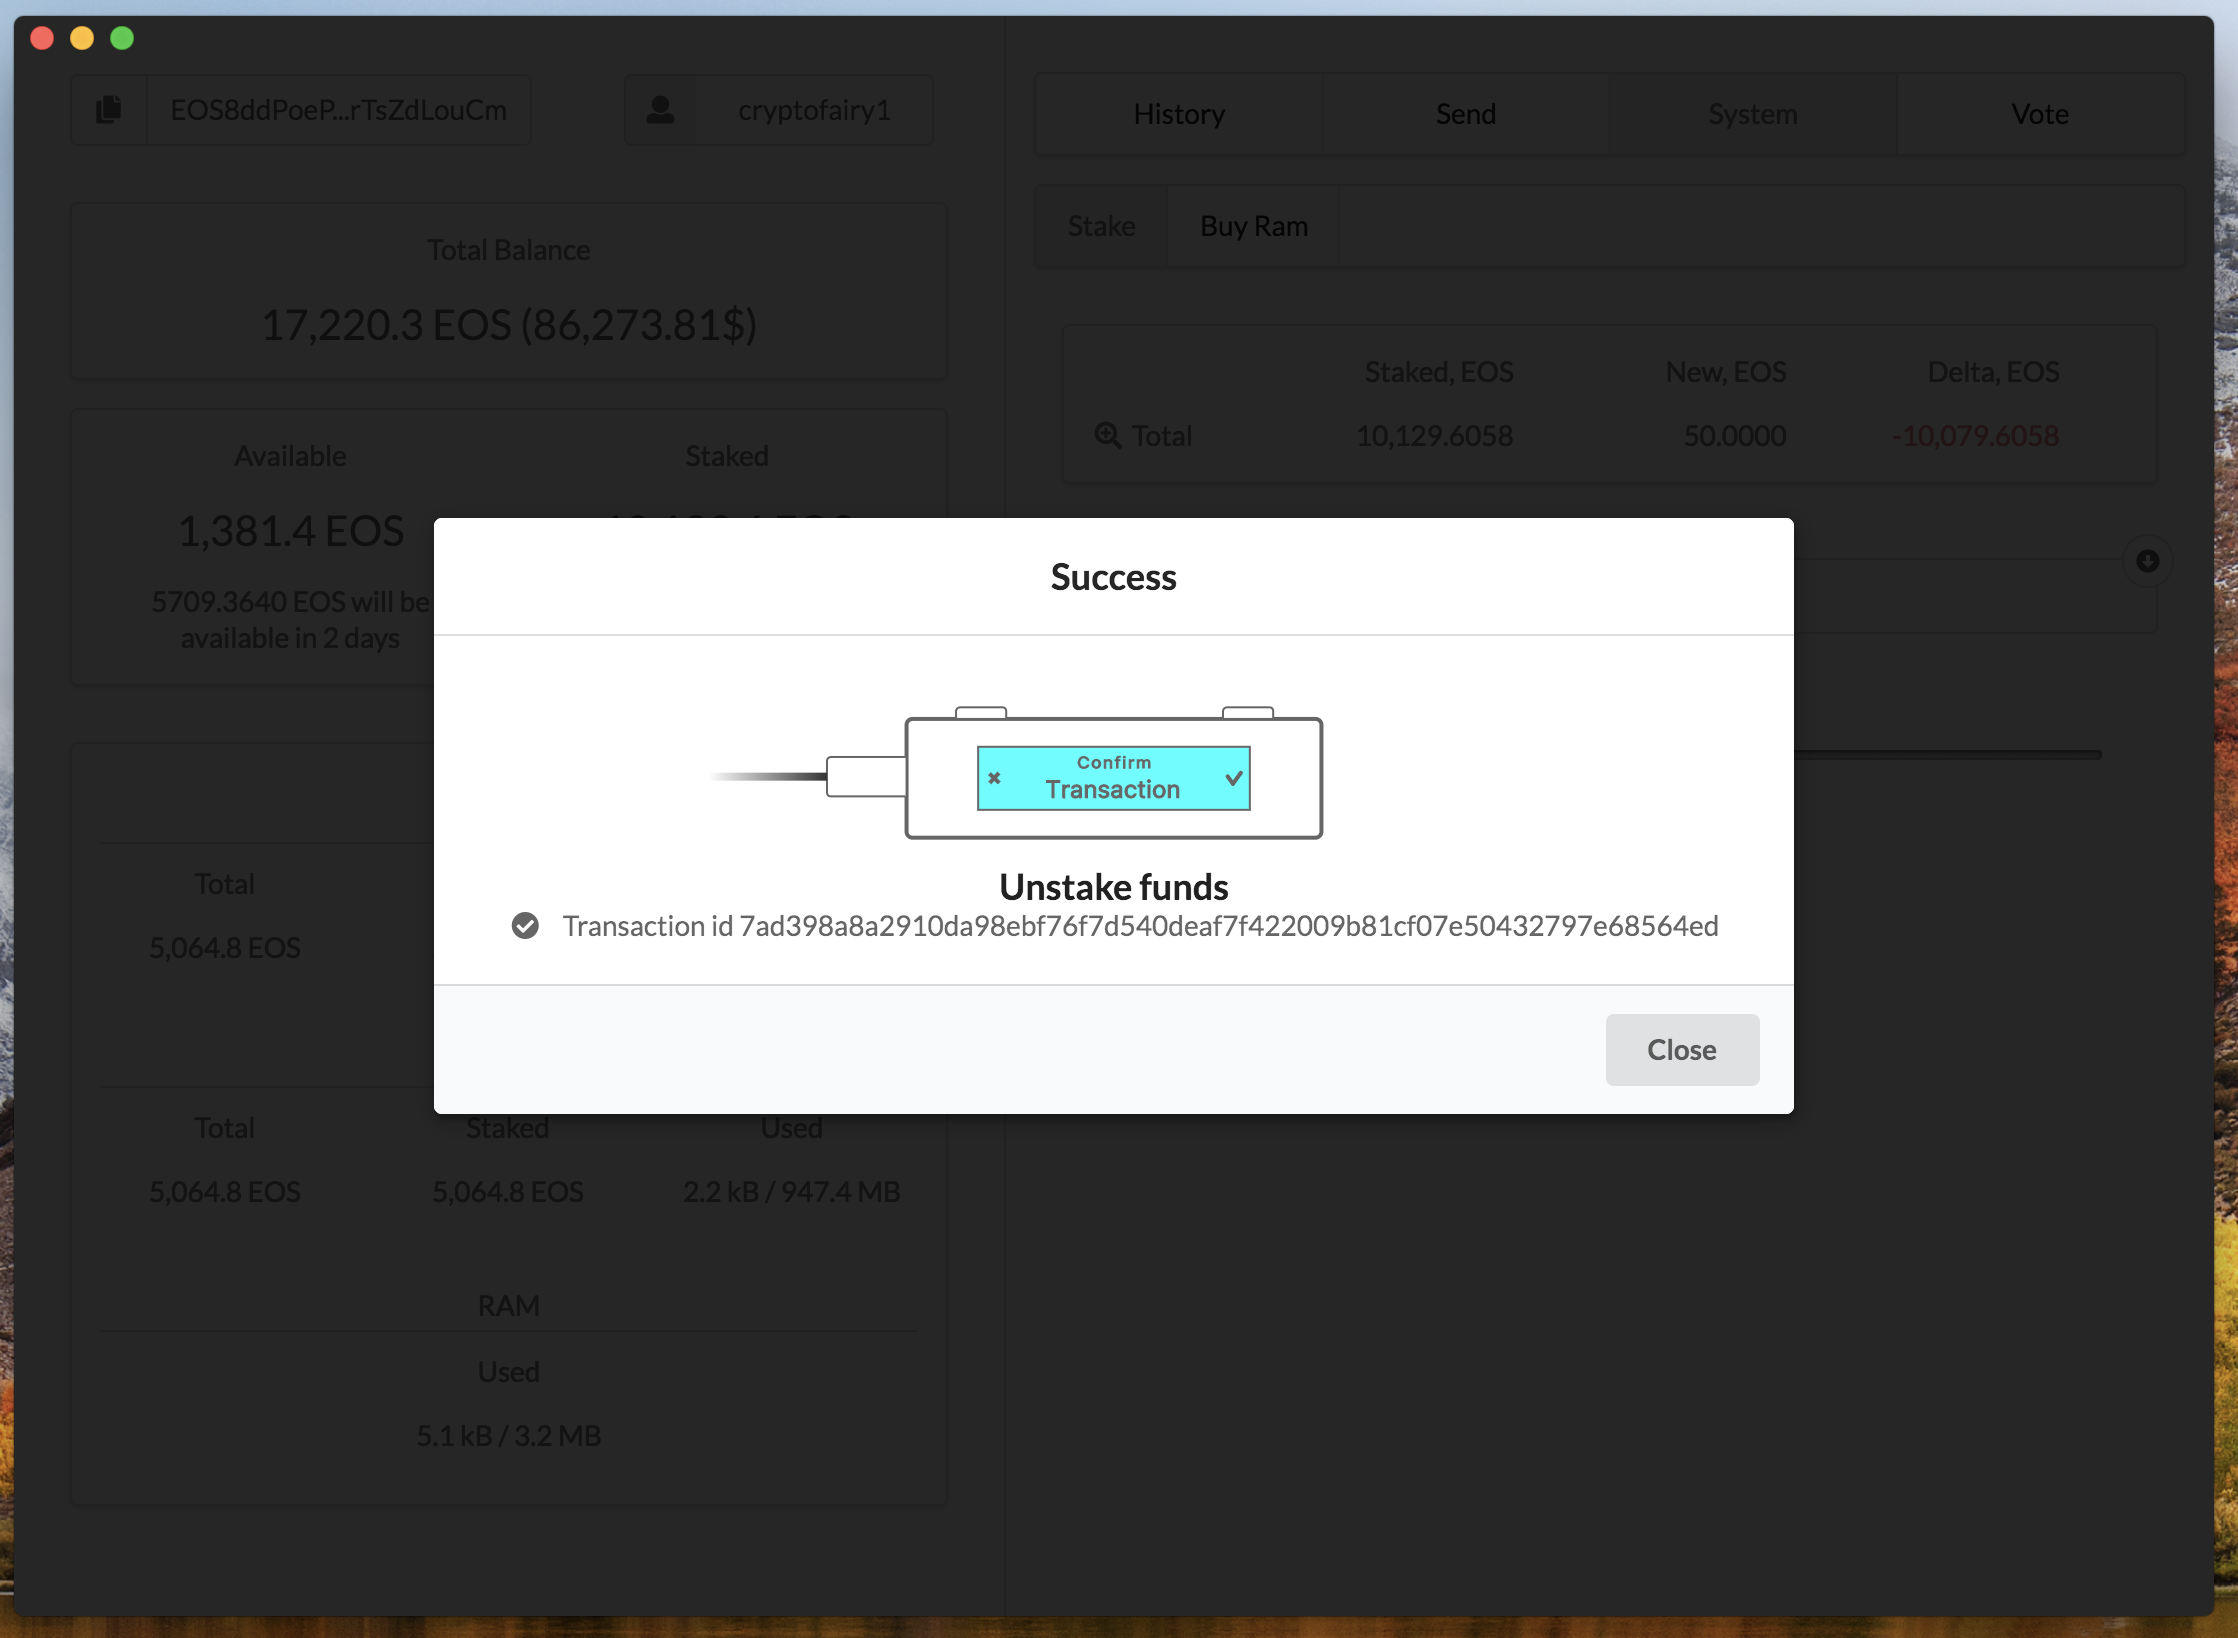 EOS8ddPoeP...rTsZdLouCm
cryptofairy1
History
Send
System
Vote
Stake
Buy Ram
Total Balance
17,220.3 EOS (86,273.81$)
Available
Staked
1,381.4 EOS
5709.3640 EOS will be
available in 2 days
Staked, EOS
New, EOS
Delta, EOS
Total
10,129.6058
50.0000
-10,079.6058
Success
Confirm
Transaction
Unstake funds
Transaction id 7ad398a8a2910da98ebf76f7d540deaf7f422009b81cf07e50432797e68564ed
Close
Total
5,064.8 EOS
Total
Staked
Used
5,064.8 EOS
5,064.8 EOS
2.2 kB / 947.4 MB
RAM
Used
5.1 kB / 3.2 MB